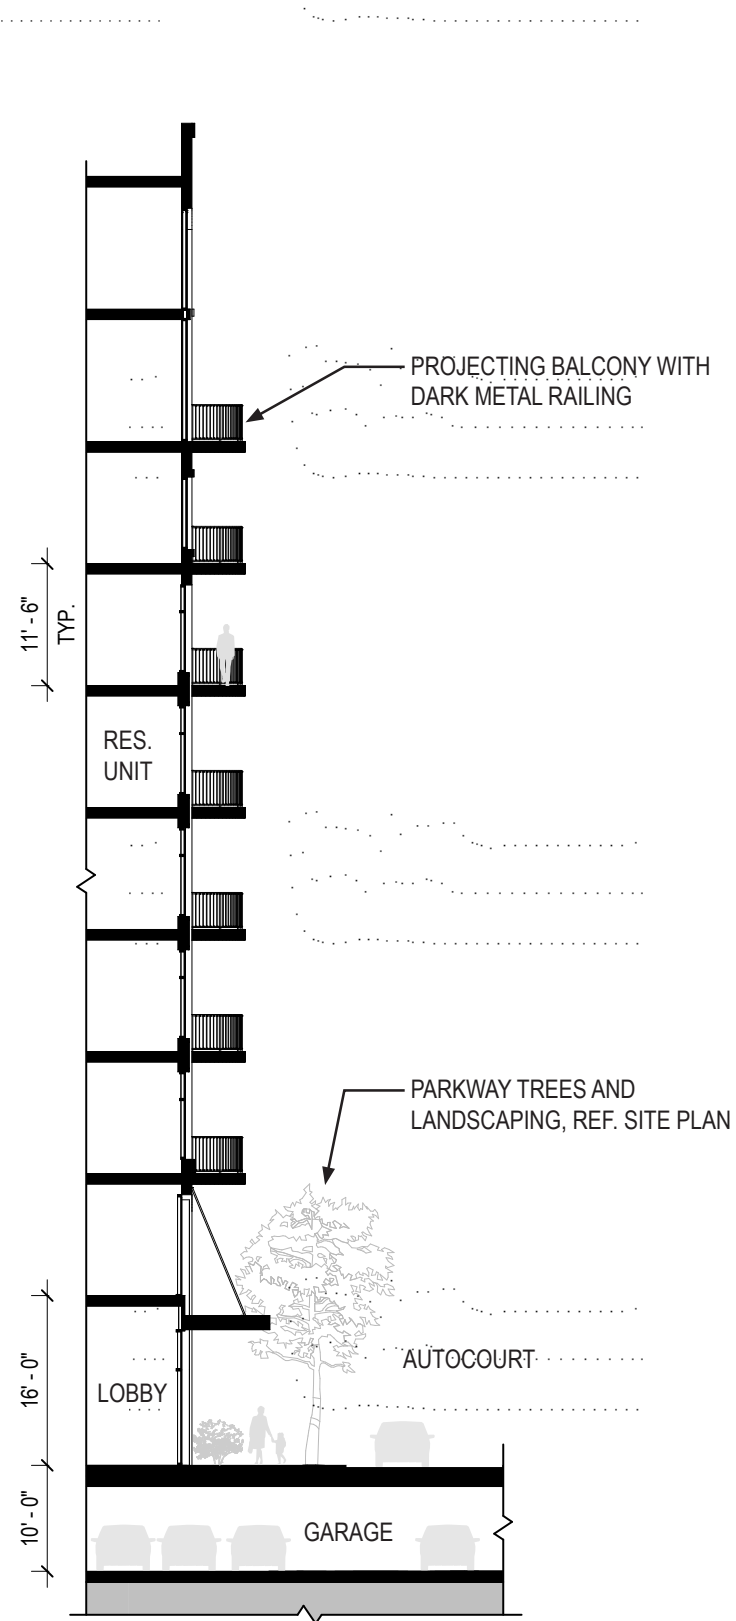 PROJECTING BALCONY WITH
DARK METAL RAILING
11' - 6"
TYP.
RES.
UNIT
PARKWAY TREES AND
LANDSCAPING, REF. SITE PLAN
AUTOCOURT
16' - 0"
LOBBY
10' - 0"
GARAGE